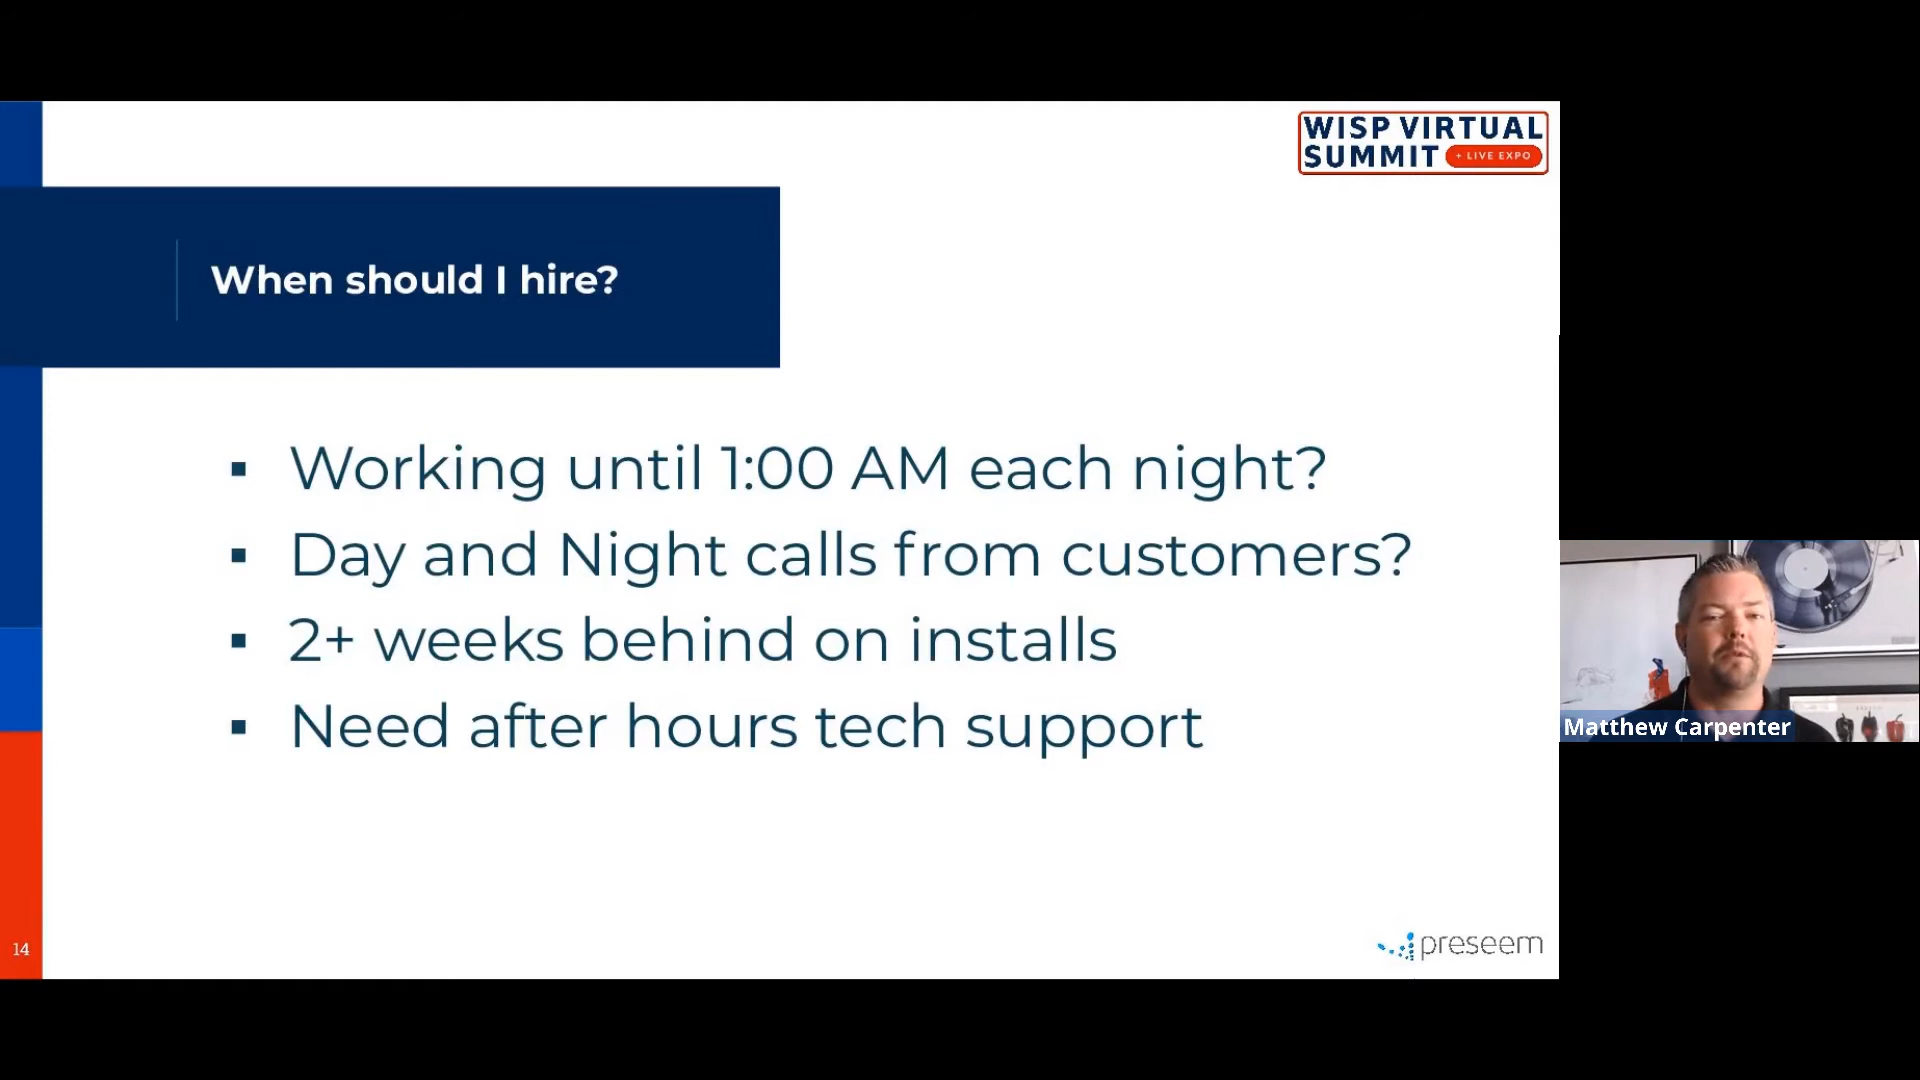 WISP VIRTUAL
SUMMIT + LIVE EXPO
When should I hire?
▪ Working until 1:00 AM each night?
▪ Day and Night calls from customers?
▪ 2+ weeks behind on installs
▪ Need after hours tech support
Matthew Carpenter
14
preseem